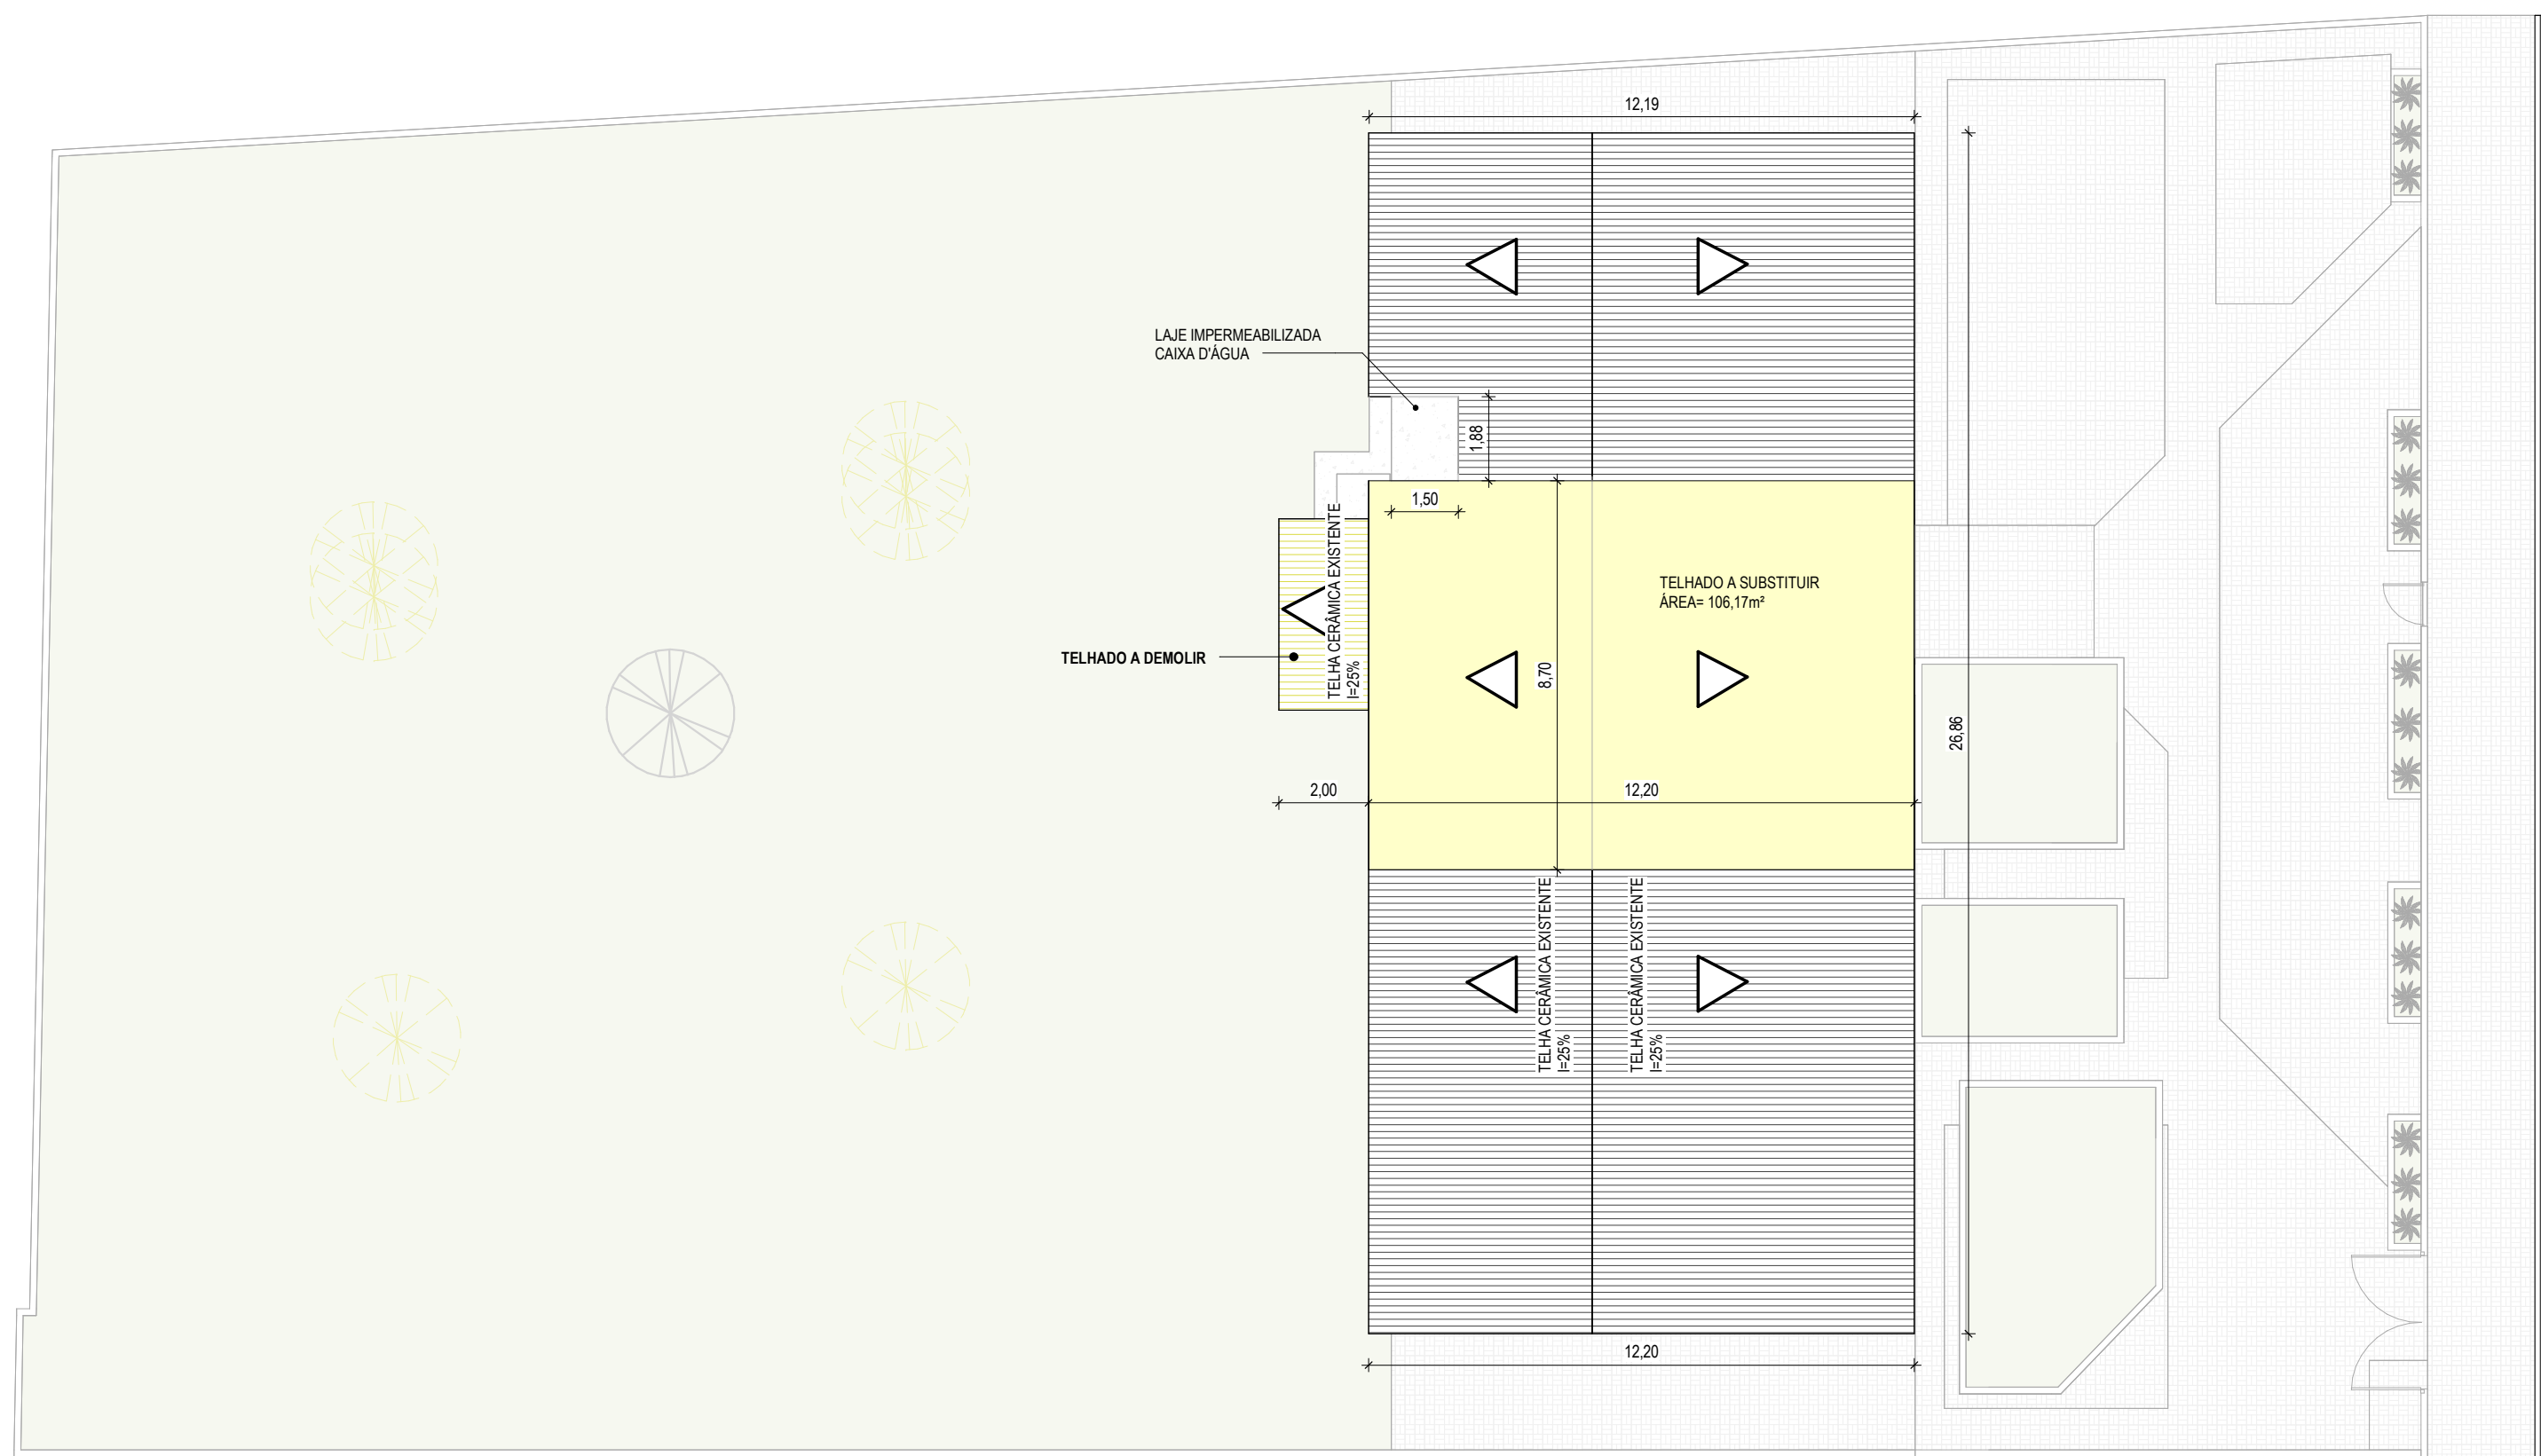 12,19
LAJE IMPERMEABILIZADA
CAIXA D'ÁGUA
1,88
1,50
TELHA CERÂMICA EXISTENTE
I=25%
TELHADO A SUBSTITUIR
ÁREA= 106,17m²
TELHADO A DEMOLIR
8,70
26,86
2,00
12,20
TELHA CERÂMICA EXISTENTE
I=25%
TELHA CERÂMICA EXISTENTE
I=25%
12,20